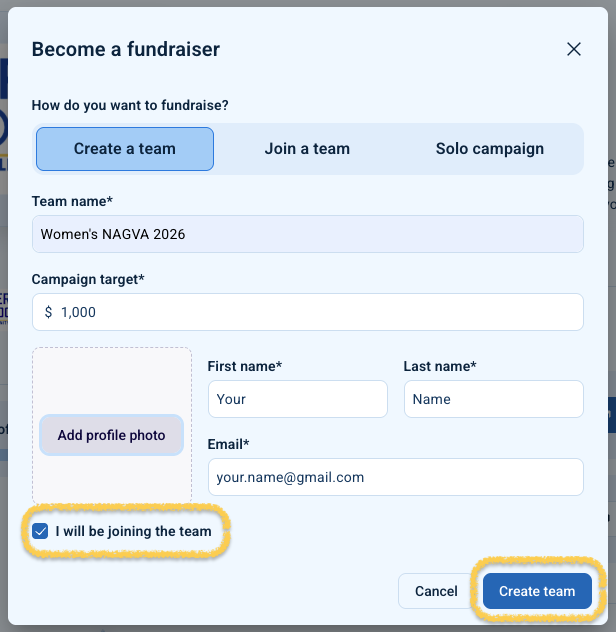 Become a fundraiser
How do you want to fundraise?
Create a team Join a team Solo campaign
Team name*
Women's NAGVA 2026
Campaign target*
$ 1,000
First name* Last name*
Your Name
Add profile photo
Email*
your.name@gmail.com
I will be joining the team
Cancel Create team